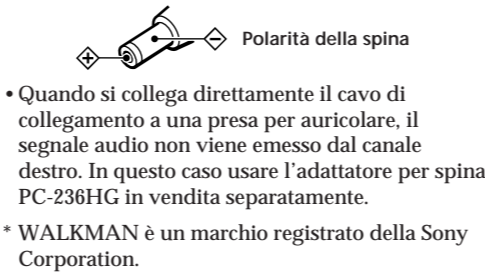 Polarità della spina
• Quando si collega direttamente il cavo di
collegamento a una presa per auricolare, il
segnale audio non viene emesso dal canale
destro. In questo caso usare l'adattatore per spina
PC-236HG in vendita separatamente.
* WALKMAN è un marchio registrato della Sony
Corporation.